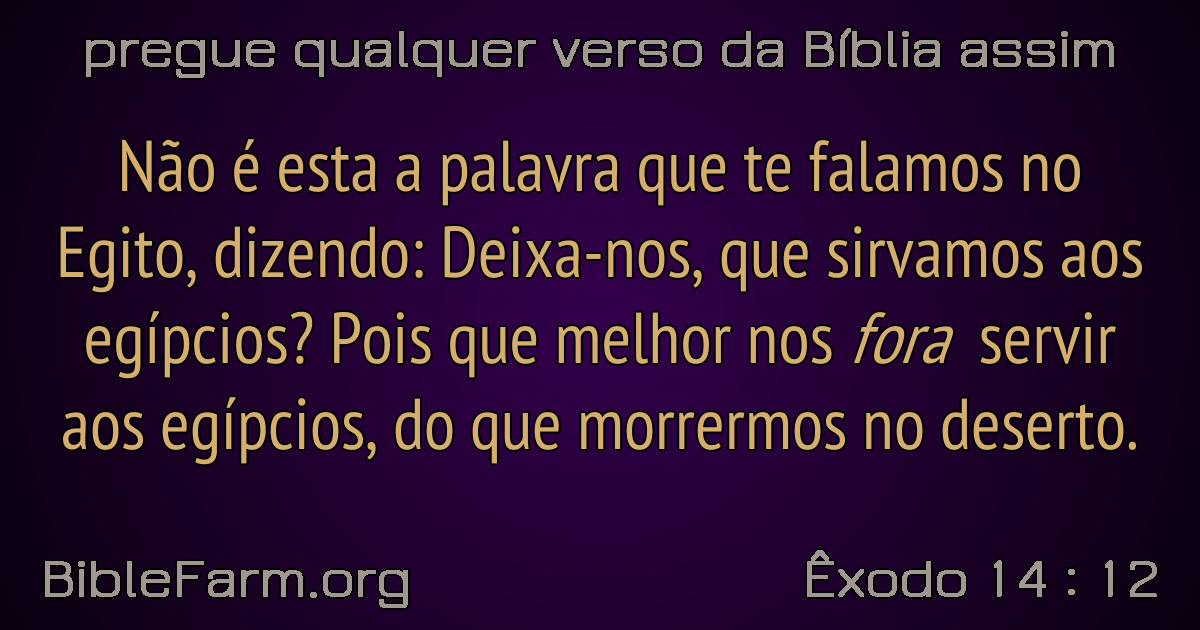 pregue qualquer verso da Bíblia assim
Não é esta a palavra que te falamos no
Egito, dizendo: Deixa-nos, que sirvamos aos
egípcios? Pois que melhor nos fora servir
aos egípcios, do que morrermos no deserto.
BibleFarm.org
Êxodo 14 : 12